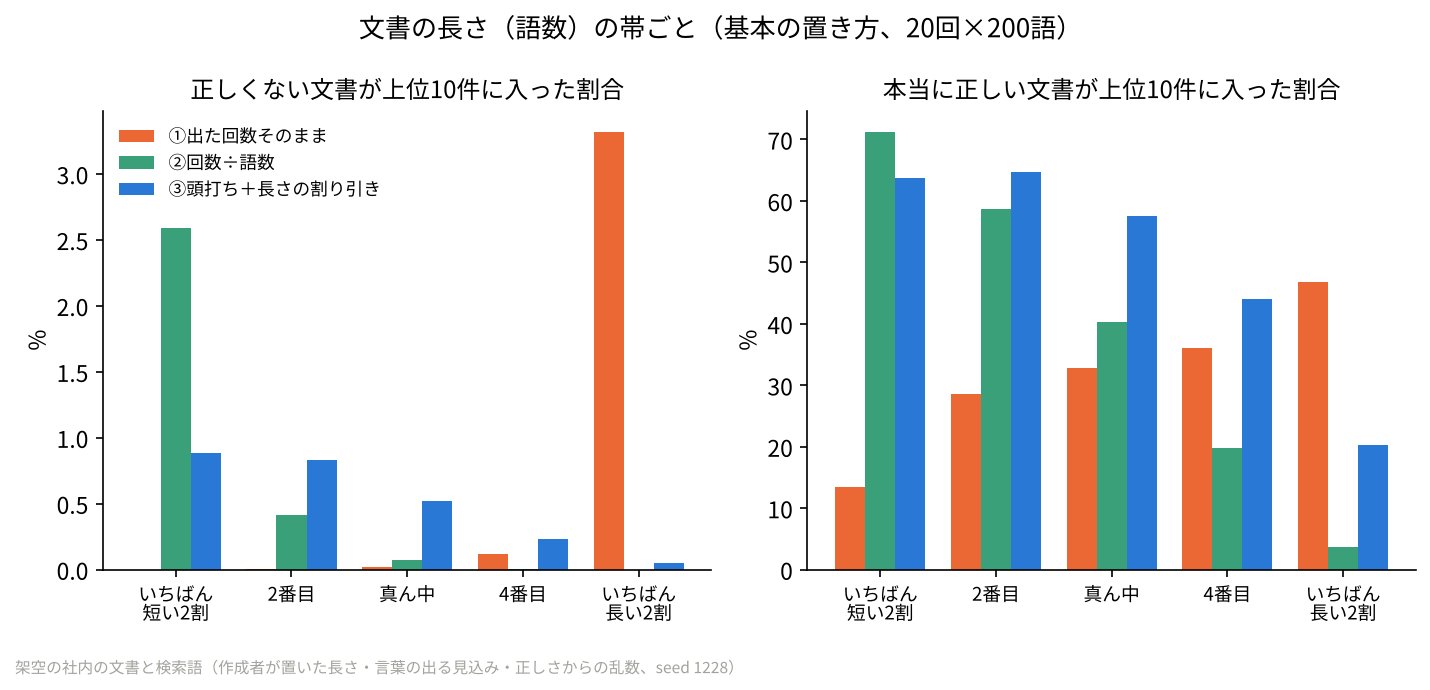 文書の長さ（語数）の帯ごと（基本の置き方、20回×200語）
正しくない文書が上位10件に入った割合
①出た回数そのまま
②回数÷語数
③頭打ち＋長さの割り引き
%
3.0
2.5
2.0
1.5
1.0
0.5
0.0
いちばん
短い2割
2番目
真ん中
4番目
いちばん
長い2割
本当に正しい文書が上位10件に入った割合
%
70
60
50
40
30
20
10
0
いちばん
短い2割
2番目
真ん中
4番目
いちばん
長い2割
架空の社内の文書と検索語（作成者が置いた長さ・言葉の出る見込み・正しさからの乱数、seed 1228）